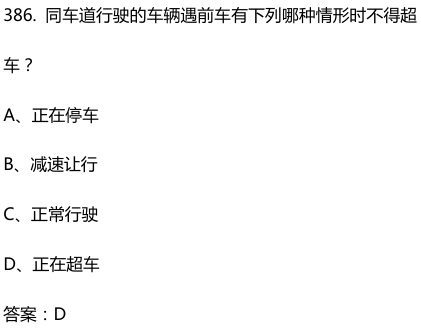 386. 同车道行驶的车辆遇前车有下列哪种情形时不得超
车？
A、正在停车
B、减速让行
C、正常行驶
D、正在超车
答案：D